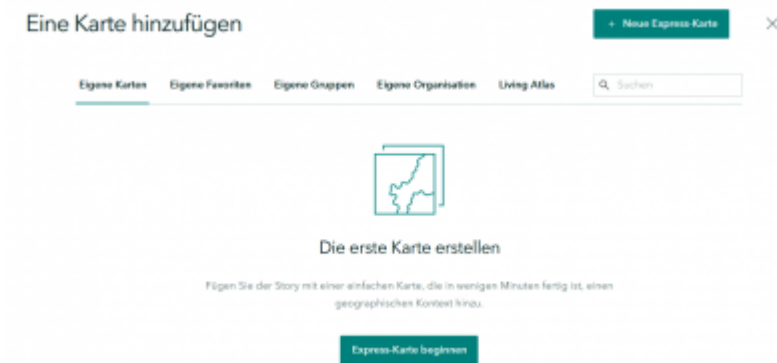 Eine Karte hinzufügen
+ Neue Express-Karte
Eigene Karten Eigene Favoriten Eigene Gruppen Eigene Organisation Living Atlas Suchen
Die erste Karte erstellen
Fügen Sie der Story mit einer einfachen Karte, die in wenigen Minuten fertig ist, einen
geographischen Kontext hinzu.
Express-Karte beginnen